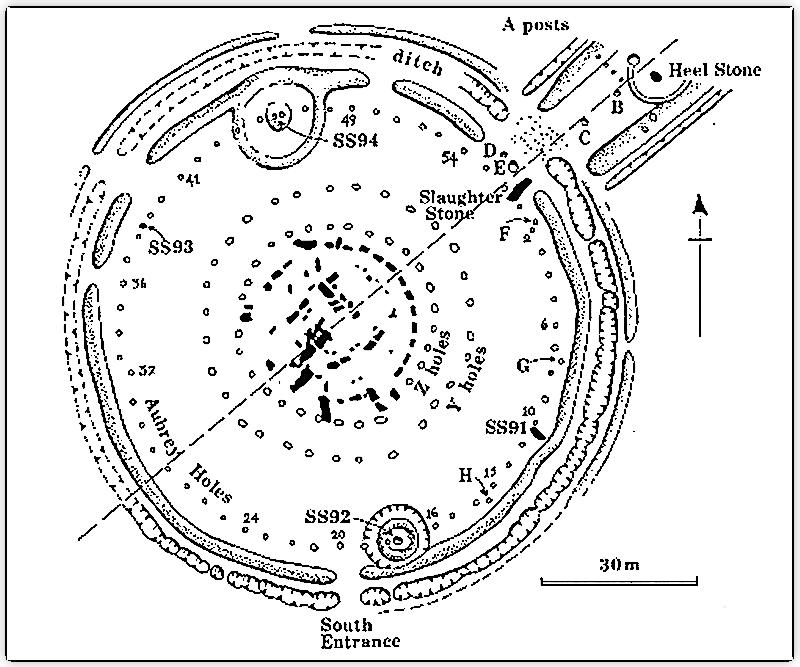 A posts
ditch
Heel Stone
B
49
SS94
C
54
D
E
41
Slaughter
Stone
F
2
SS93
36
6
Z holes
Y holes
G
32
10
Aubrey
Holes
SS91
H
15
SS92
16
24
20
30m
South
Entrance